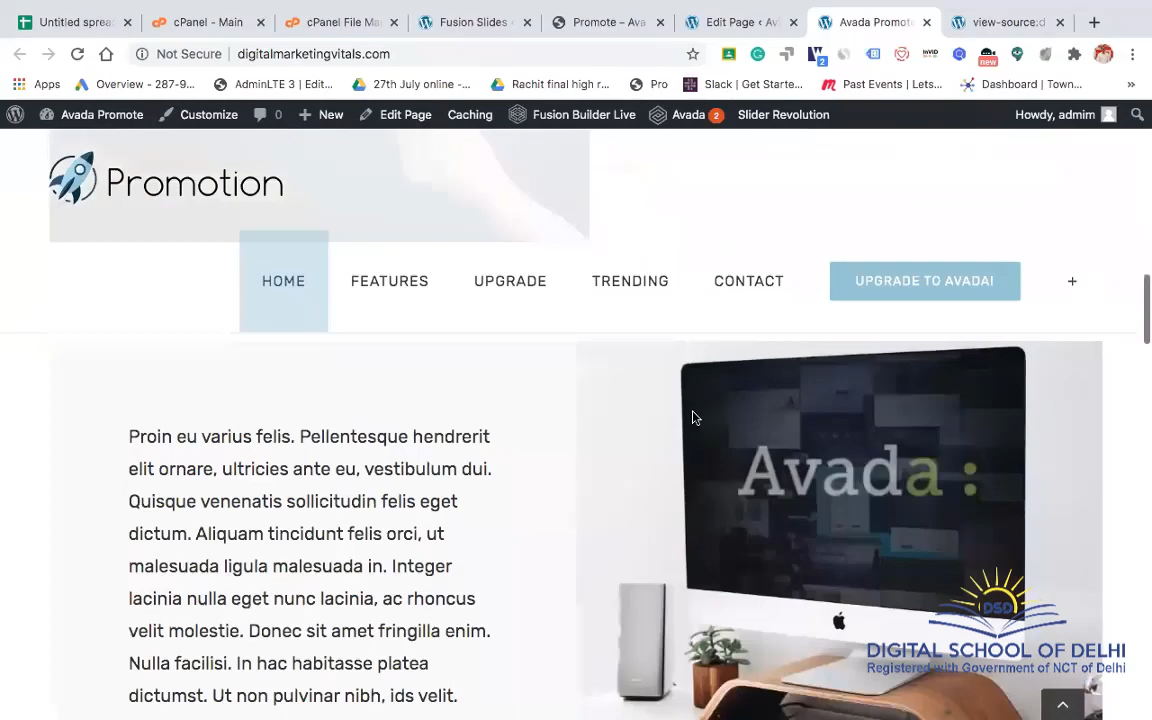 Untitled sprea
cPanel - Main
cPanel File Ma
Fusion Slides ‹
Promote – Ava
Edit Page ‹ Av
Avada Promot
view-source:d
Not Secure
digitalmarketingvitals.com
2
new
Apps
Overview - 287-9...
AdminLTE 3 | Edit...
27th July online -...
Rachit final high r...
Pro
Slack | Get Starte...
Past Events | Lets...
Dashboard | Town...
»
Avada Promote
Customize
0
New
Edit Page
Caching
Fusion Builder Live
Avada 2
Slider Revolution
Howdy, admim
Promotion
HOME
FEATURES
UPGRADE
TRENDING
CONTACT
UPGRADE TO AVADA!
+
Proin eu varius felis. Pellentesque hendrerit
elit ornare, ultricies ante eu, vestibulum dui.
Quisque venenatis sollicitudin felis eget
dictum. Aliquam tincidunt felis orci, ut
malesuada ligula malesuada in. Integer
lacinia nulla eget nunc lacinia, ac rhoncus
velit molestie. Donec sit amet fringilla enim.
Nulla facilisi. In hac habitasse platea
dictumst. Ut non pulvinar nibh, ids velit.
Avada :
DSD
DIGITAL SCHOOL OF DELHI
Registered with Government of NCT of Delhi